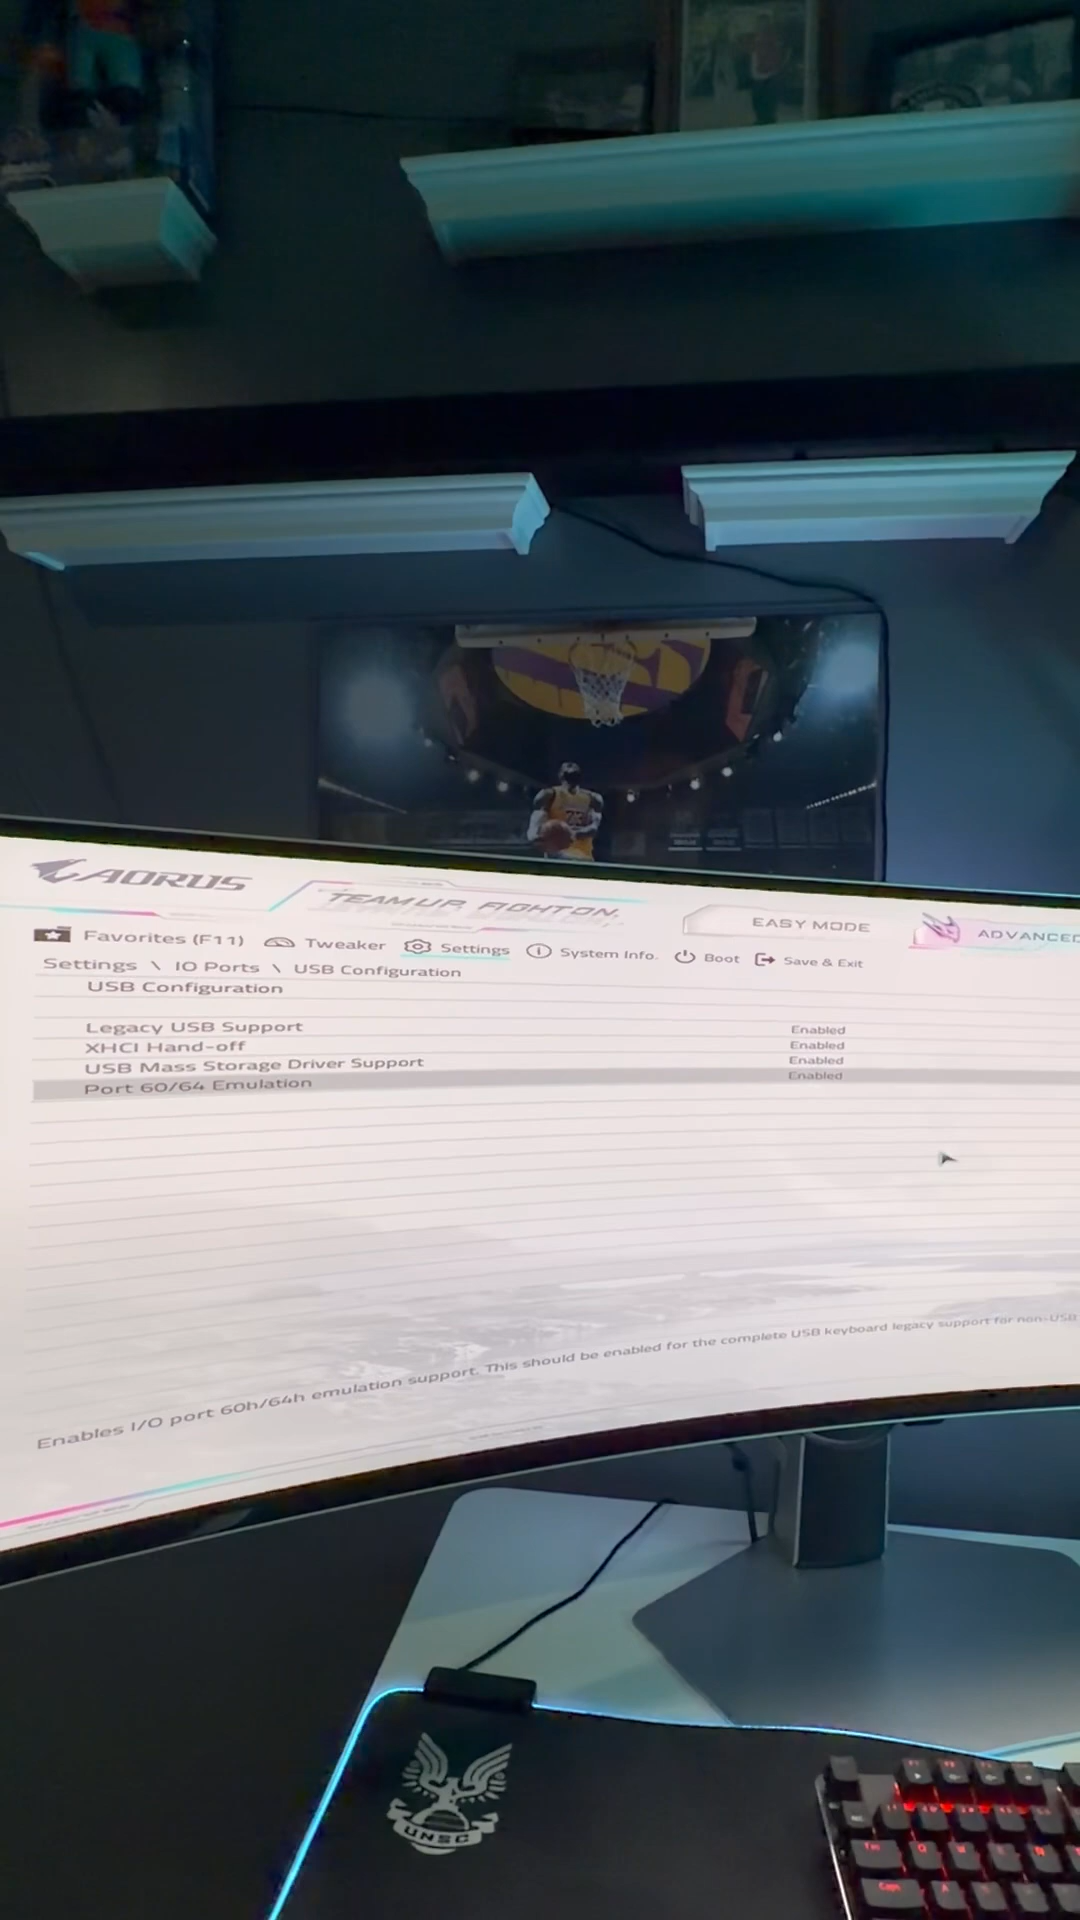 23
AORUS
TEAM UP. FIGHT ON.
EASY MODE
ADVANCED
Favorites (F11)
Tweaker
Settings
System Info.
Boot
Save & Exit
Settings \ IO Ports \ USB Configuration
USB Configuration
Legacy USB Support Enabled
XHCI Hand-off Enabled
USB Mass Storage Driver Support Enabled
Port 60/64 Emulation Enabled
Enables I/O port 60h/64h emulation support. This should be enabled for the complete USB keyboard legacy support for non-USB
UNSC